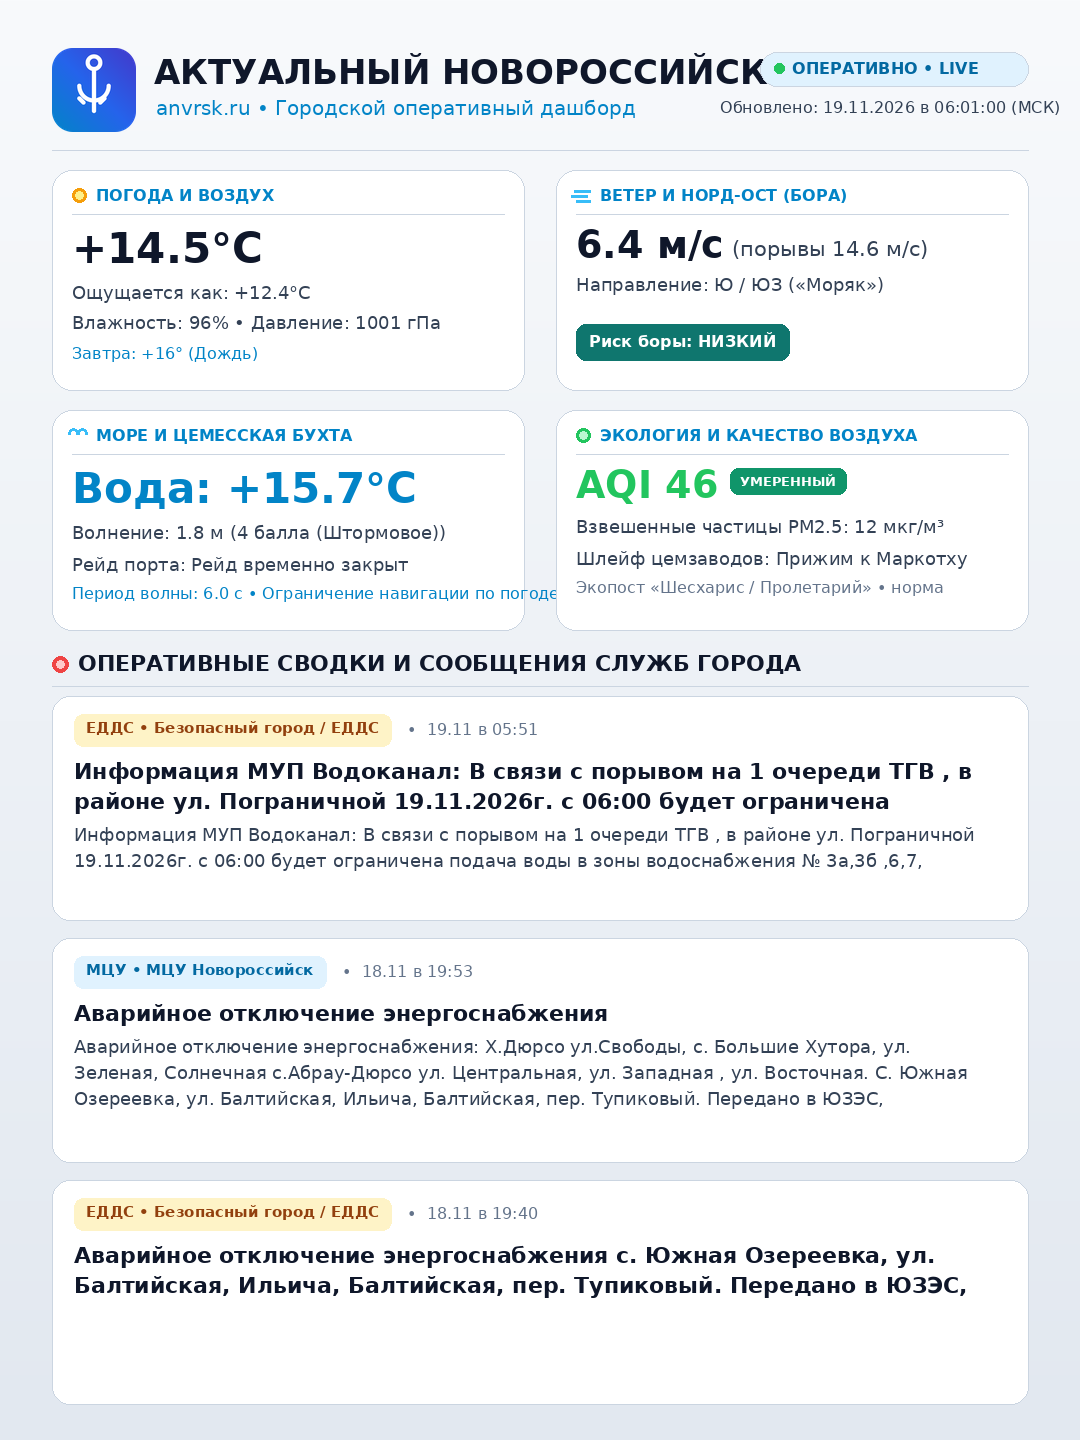 АКТУАЛЬНЫЙ НОВОРОССИЙСК
ОПЕРАТИВНО • LIVE
anvrsk.ru • Городской оперативный дашборд
Обновлено: 19.11.2026 в 06:01:00 (МСК)
ПОГОДА И ВОЗДУХ
+14.5°C
Ощущается как: +12.4°C
Влажность: 96% • Давление: 1001 гПа
Завтра: +16° (Дождь)
ВЕТЕР И НОРД-ОСТ (БОРА)
6.4 м/с (порывы 14.6 м/с)
Направление: Ю / ЮЗ («Моряк»)
Риск боры: НИЗКИЙ
МОРЕ И ЦЕМЕССКАЯ БУХТА
Вода: +15.7°C
Волнение: 1.8 м (4 балла (Штормовое))
Рейд порта: Рейд временно закрыт
Период волны: 6.0 с • Ограничение навигации по погоде
ЭКОЛОГИЯ И КАЧЕСТВО ВОЗДУХА
AQI 46 УМЕРЕННЫЙ
Взвешенные частицы PM2.5: 12 мкг/м³
Шлейф цемзаводов: Прижим к Маркотху
Экопост «Шесхарис / Пролетарий» • норма
ОПЕРАТИВНЫЕ СВОДКИ И СООБЩЕНИЯ СЛУЖБ ГОРОДА
ЕДДС • Безопасный город / ЕДДС • 19.11 в 05:51
Информация МУП Водоканал: В связи с порывом на 1 очереди ТГВ , в
районе ул. Пограничной 19.11.2026г. с 06:00 будет ограничена
Информация МУП Водоканал: В связи с порывом на 1 очереди ТГВ , в районе ул. Пограничной
19.11.2026г. с 06:00 будет ограничена подача воды в зоны водоснабжения № 3а,3б ,6,7,
МЦУ • МЦУ Новороссийск • 18.11 в 19:53
Аварийное отключение энергоснабжения
Аварийное отключение энергоснабжения: Х.Дюрсо ул.Свободы, с. Большие Хутора, ул.
Зеленая, Солнечная с.Абрау-Дюрсо ул. Центральная, ул. Западная , ул. Восточная. С. Южная
Озереевка, ул. Балтийская, Ильича, Балтийская, пер. Тупиковый. Передано в ЮЗЭС,
ЕДДС • Безопасный город / ЕДДС • 18.11 в 19:40
Аварийное отключение энергоснабжения с. Южная Озереевка, ул.
Балтийская, Ильича, Балтийская, пер. Тупиковый. Передано в ЮЗЭС,